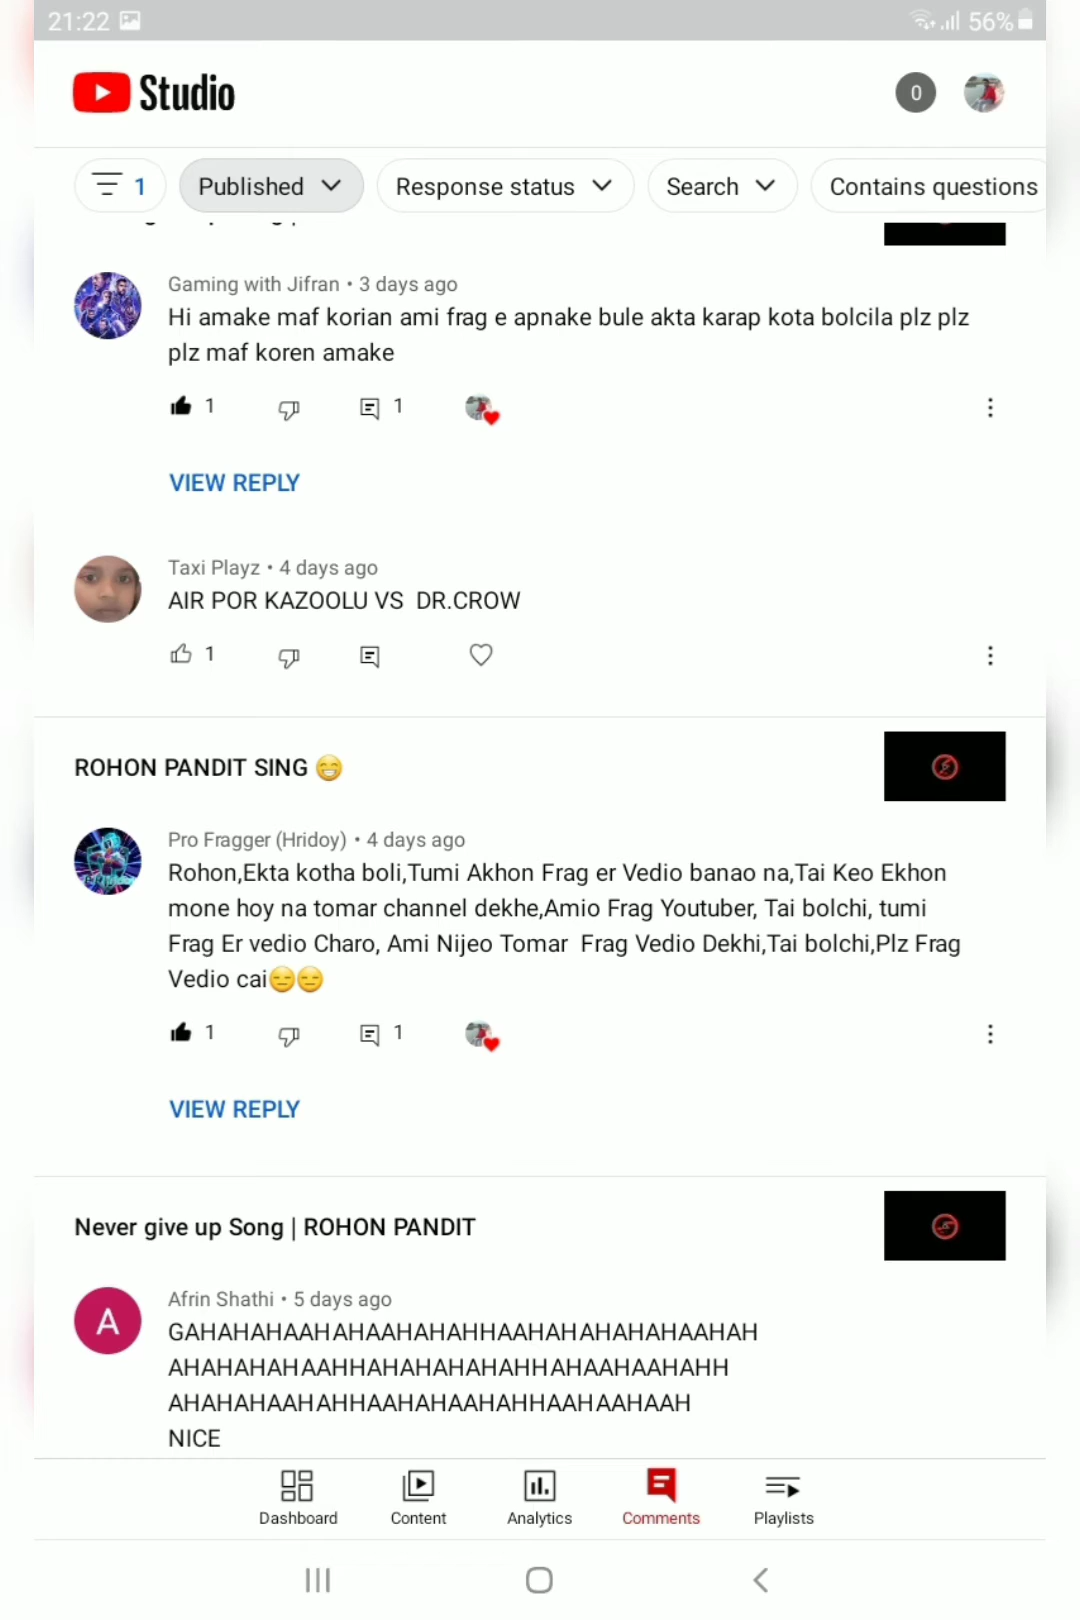 21:22 56%
Studio
0
1 Published Response status Search Contains questions
Gaming with Jifran • 3 days ago
Hi amake maf korian ami frag e apnake bule akta karap kota bolcila plz plz
plz maf koren amake
1 1
VIEW REPLY
Taxi Playz • 4 days ago
AIR POR KAZOOLU VS  DR.CROW
1
ROHON PANDIT SING 😁
Pro Fragger (Hridoy) • 4 days ago
Rohon,Ekta kotha boli,Tumi Akhon Frag er Vedio banao na,Tai Keo Ekhon
mone hoy na tomar channel dekhe,Amio Frag Youtuber, Tai bolchi, tumi
Frag Er vedio Charo, Ami Nijeo Tomar  Frag Vedio Dekhi,Tai bolchi,Plz Frag
Vedio cai😑😑
1 1
VIEW REPLY
Never give up Song | ROHON PANDIT
A
Afrin Shathi • 5 days ago
GAHAHAHAAHAHAAHAHAHHAAHAHAHAHAHAAHAH
AHAHAHAHAAHHAHAHAHAHAHHAHAAHAAHAHH
AHAHAHAAHAHHAAHAHAAHAHHAAHAAHAAH
NICE
Dashboard Content Analytics Comments Playlists